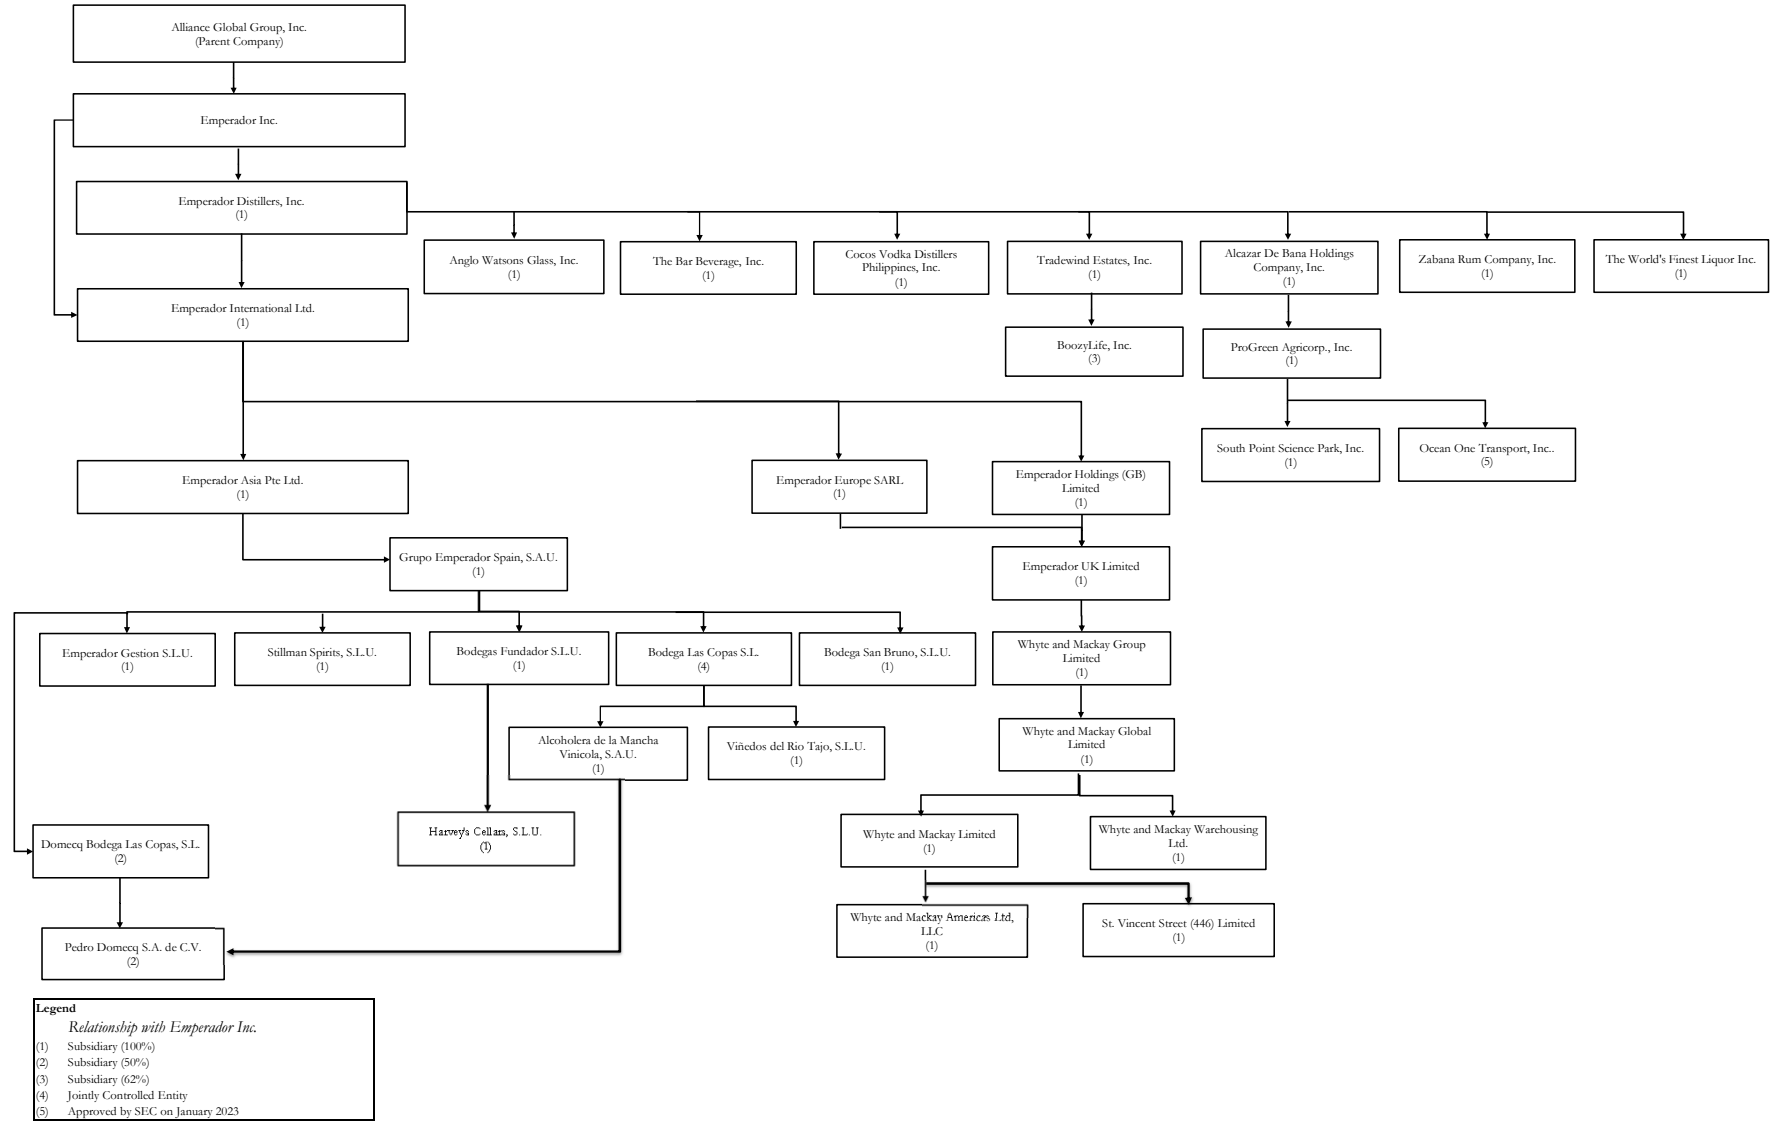 Alliance Global Group, Inc.
(Parent Company)
Emperador Inc.
Emperador Distillers, Inc.
(1)
Anglo Watsons Glass, Inc.
(1)
The Bar Beverage, Inc.
(1)
Cocos Vodka Distillers
Philippines, Inc.
(1)
Tradewind Estates, Inc.
(1)
Alcazar De Bana Holdings
Company, Inc.
(1)
Zabana Rum Company, Inc.
(1)
The World's Finest Liquor Inc.
(1)
Emperador International Ltd.
(1)
BoozyLife, Inc.
(3)
ProGreen Agricorp., Inc.
(1)
South Point Science Park, Inc.
(1)
Ocean One Transport, Inc..
(5)
Emperador Asia Pte Ltd.
(1)
Emperador Europe SARL
(1)
Emperador Holdings (GB)
Limited
(1)
Grupo Emperador Spain, S.A.U.
(1)
Emperador UK Limited
(1)
Emperador Gestion S.L.U.
(1)
Stillman Spirits, S.L.U.
(1)
Bodegas Fundador S.L.U.
(1)
Bodega Las Copas S.L.
(4)
Bodega San Bruno, S.L.U.
(1)
Whyte and Mackay Group
Limited
(1)
Alcoholera de la Mancha
Vinicola, S.A.U.
(1)
Viñedos del Rio Tajo, S.L.U.
(1)
Whyte and Mackay Global
Limited
(1)
Harvey's Cellars, S.L.U.
(1)
Domecq Bodega Las Copas, S.L.
(2)
Whyte and Mackay Limited
(1)
Whyte and Mackay Warehousing
Ltd.
(1)
Whyte and Mackay Americas Ltd,
LLC
(1)
St. Vincent Street (446) Limited
(1)
Pedro Domecq S.A. de C.V.
(2)
Legend
Relationship with Emperador Inc.
(1) Subsidiary (100%)
(2) Subsidiary (50%)
(3) Subsidiary (62%)
(4) Jointly Controlled Entity
(5) Approved by SEC on January 2023